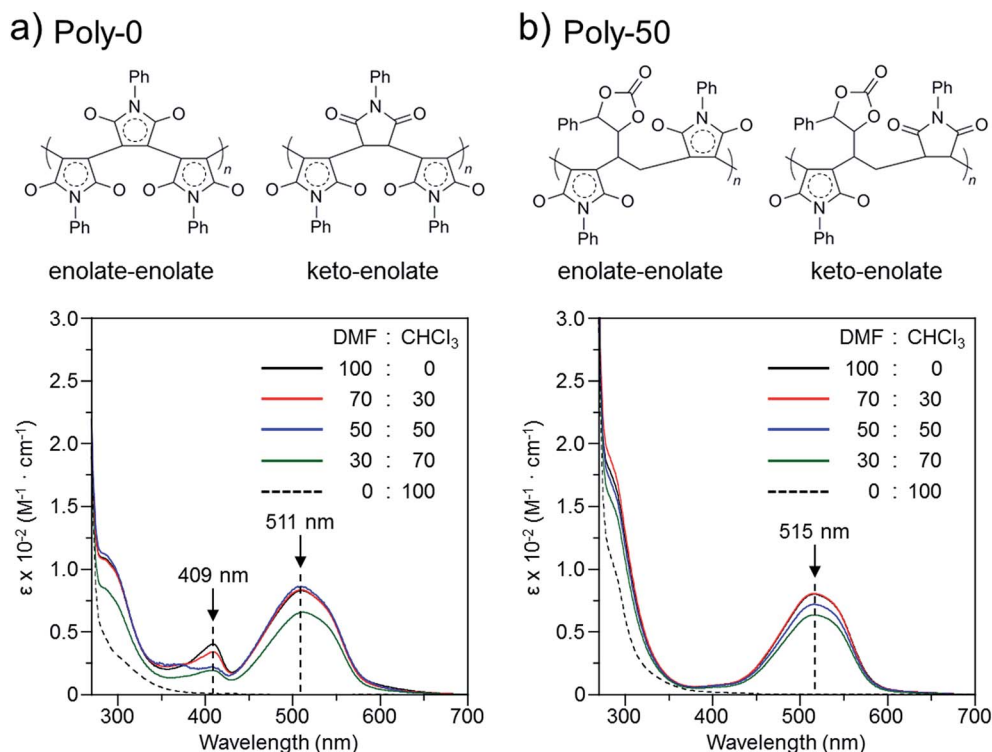 a) Poly-0
Ph
N
O O
O O O O
N N
Ph Ph
n
enolate-enolate
Ph
N
O O
O O O O
N N
Ph Ph
n
keto-enolate
3.0
2.5
2.0
1.5
1.0
0.5
0
ε x 10⁻² (M⁻¹ · cm⁻¹)
DMF : CHCl₃
100 : 0
70 : 30
50 : 50
30 : 70
0 : 100
409 nm
511 nm
300 400 500 600 700
Wavelength (nm)
b) Poly-50
O
O O
Ph
Ph
N
O O
O O
N
Ph
n
enolate-enolate
O
O O
Ph
Ph
N
O O
O O
N
Ph
n
keto-enolate
3.0
2.5
2.0
1.5
1.0
0.5
0
ε x 10⁻² (M⁻¹ · cm⁻¹)
DMF : CHCl₃
100 : 0
70 : 30
50 : 50
30 : 70
0 : 100
515 nm
300 400 500 600 700
Wavelength (nm)